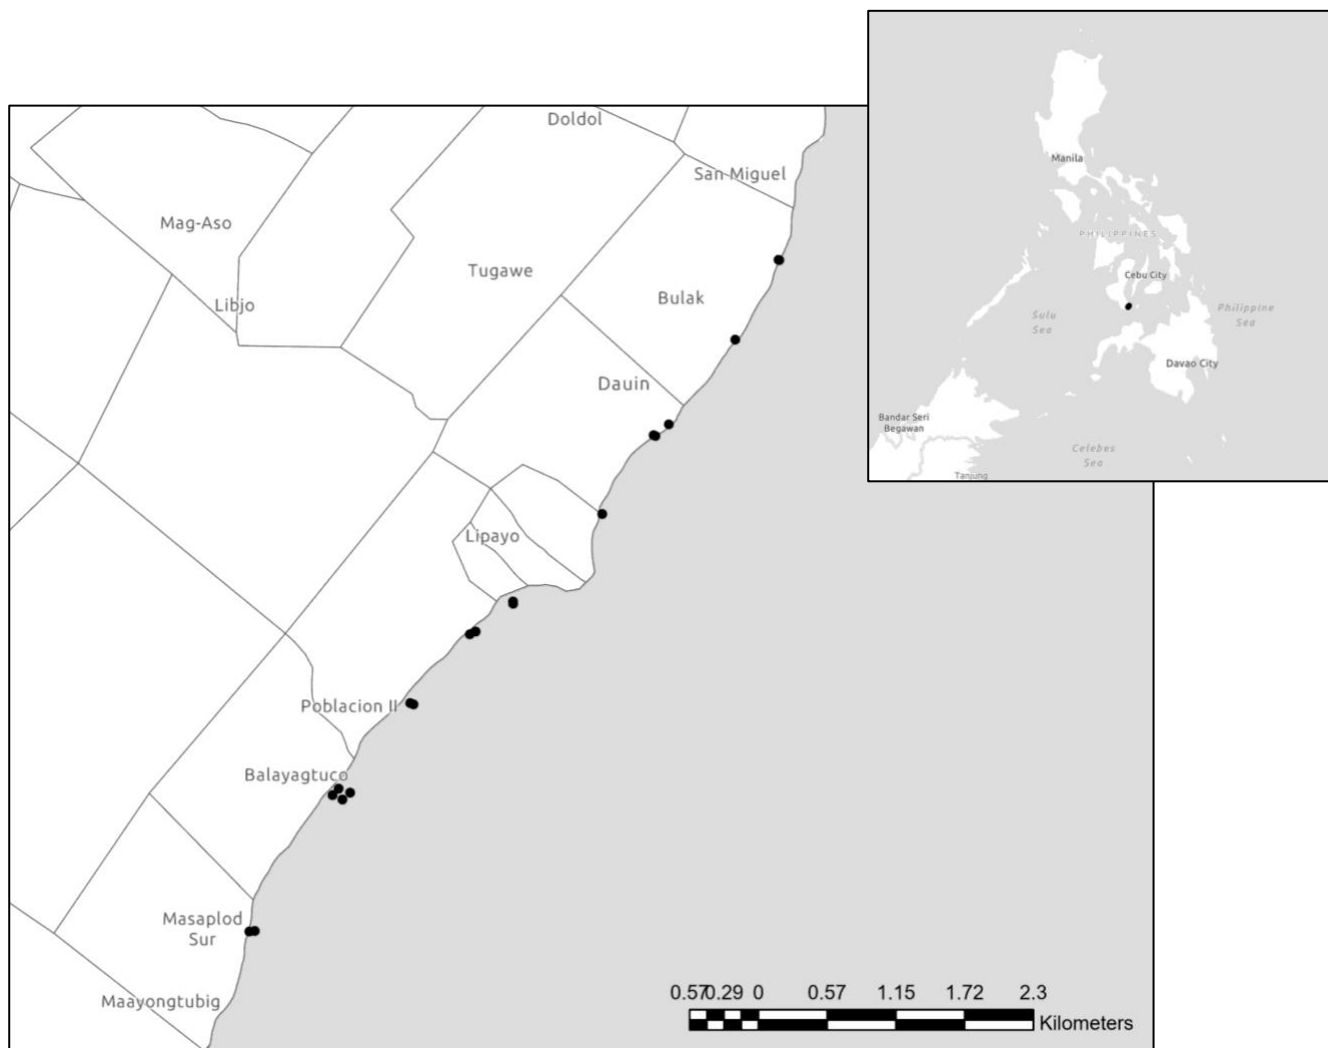 Doldol
San Miguel
Mag-Aso
Tugawe
Libjo
Bulak
Dauin
Lipayo
Poblacion II
Balayagtuco
Masaplod
Sur
Maayongtubig
0.57 0.29 0 0.57 1.15 1.72 2.3
Kilometers
Manila
PHILIPPINES
Cebu City
Sulu
Sea
Philippine
Sea
Davao City
Bandar Seri
Begawan
Celebes
Sea
Tanjung